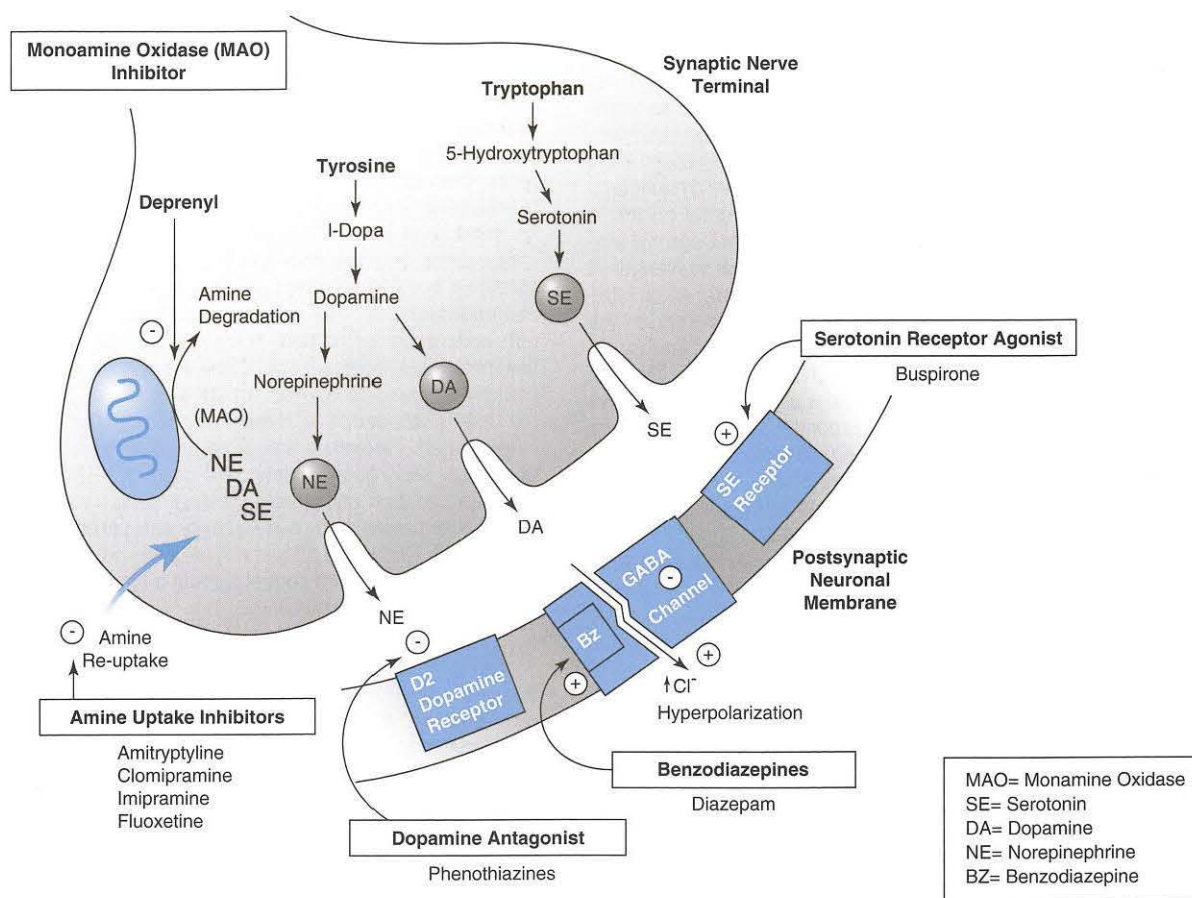 Monoamine Oxidase (MAO)
Inhibitor
Synaptic Nerve
Terminal
Tryptophan
5-Hydroxytryptophan
Serotonin
SE
SE
Tyrosine
l-Dopa
Dopamine
Norepinephrine
DA
DA
NE
NE
Deprenyl
Amine
Degradation
-
(MAO)
NE
DA
SE
-
Amine
Re-uptake
Amine Uptake Inhibitors
Amitryptyline
Clomipramine
Imipramine
Fluoxetine
Serotonin Receptor Agonist
Buspirone
+
SE
Receptor
Postsynaptic
Neuronal
Membrane
GABA
-
Channel
Bz
+
+
↑Cl-
Hyperpolarization
-
D2
Dopamine
Receptor
Benzodiazepines
Diazepam
Dopamine Antagonist
Phenothiazines
MAO= Monamine Oxidase
SE= Serotonin
DA= Dopamine
NE= Norepinephrine
BZ= Benzodiazepine